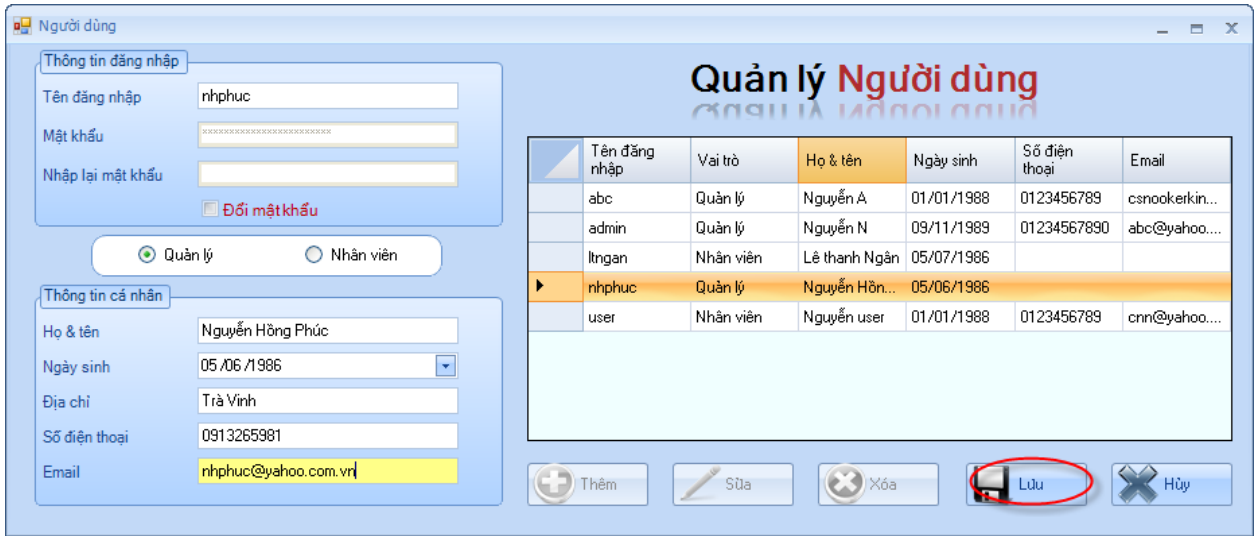 Người dùng
Thông tin đăng nhập
Tên đăng nhập nhphuc
Mật khẩu ************************
Nhập lại mật khẩu
Đổi mật khẩu
Quản lý Nhân viên
Thông tin cá nhân
Họ & tên Nguyễn Hồng Phúc
Ngày sinh 05/06/1986
Địa chỉ Trà Vinh
Số điện thoại 0913265981
Email nhphuc@yahoo.com.vn
Quản lý Người dùng
Tên đăng nhập Vai trò Họ & tên Ngày sinh Số điện thoại Email
abc Quản lý Nguyễn A 01/01/1988 0123456789 csnookerkin...
admin Quản lý Nguyễn N 09/11/1989 01234567890 abc@yahoo....
ltngan Nhân viên Lê thanh Ngân 05/07/1986
nhphuc Quản lý Nguyễn Hồn... 05/06/1986
user Nhân viên Nguyễn user 01/01/1988 0123456789 cnn@yahoo....
Thêm Sửa Xóa Lưu Hủy